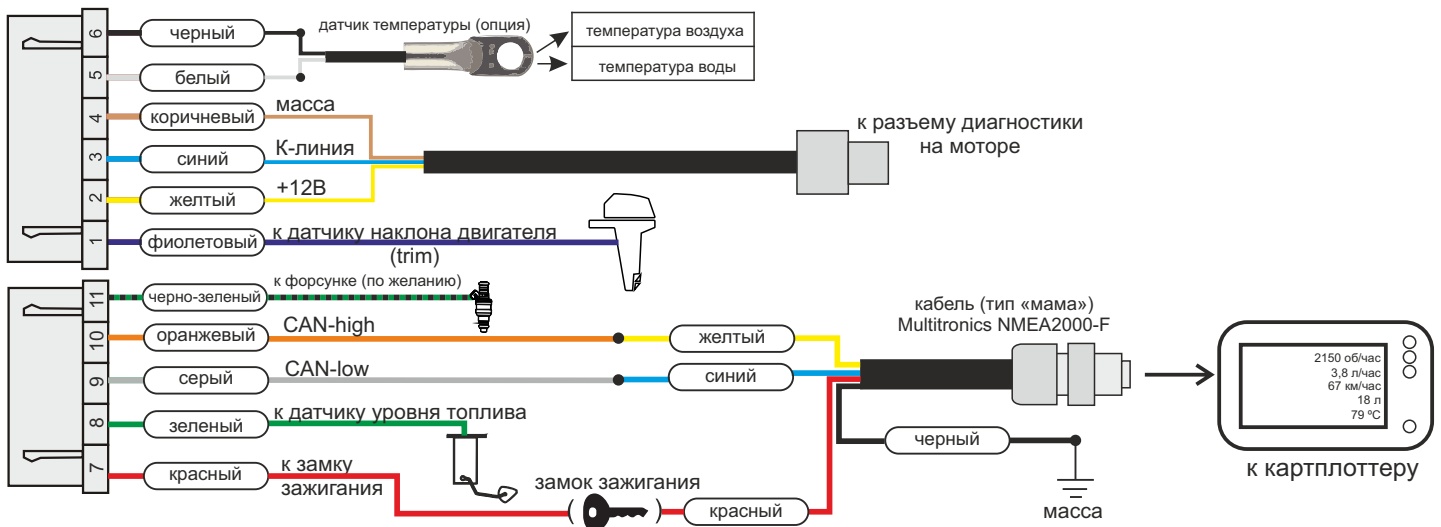 6
черный
датчик температуры (опция)
температура воздуха
температура воды
5
белый
4
коричневый
масса
3
синий
К-линия
к разъему диагностики
на моторе
2
желтый
+12В
1
фиолетовый
к датчику наклона двигателя
(trim)
11
черно-зеленый
к форсунке (по желанию)
10
оранжевый
CAN-high
желтый
кабель (тип «мама»)
Multitronics NMEA2000-F
9
серый
CAN-low
синий
2150 об/час
3,8 л/час
67 км/час
18 л
79 ºC
8
зеленый
к датчику уровня топлива
черный
к картплоттеру
7
красный
к замку
зажигания
замок зажигания
( )
красный
масса